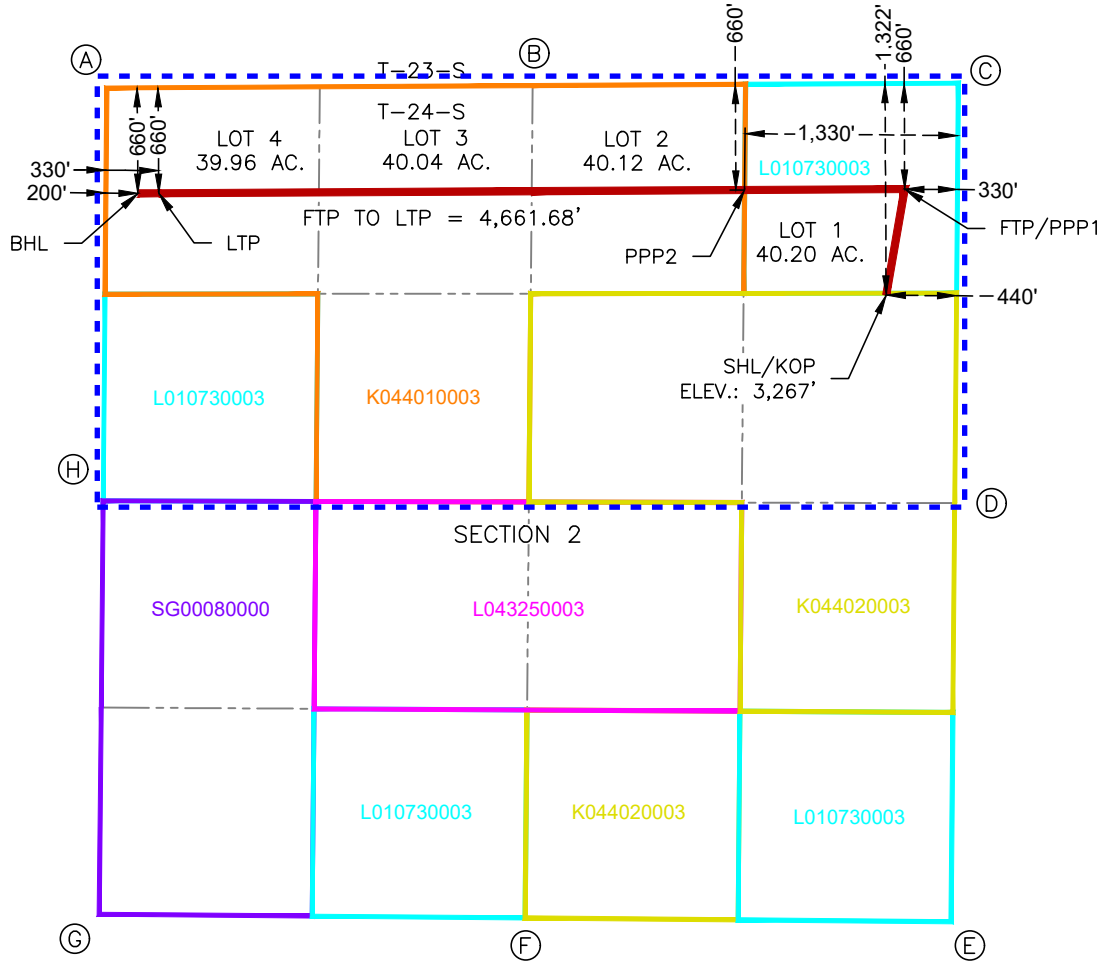 A
B
C
T-23-S
660'
1,322'
660'
T-24-S
660'
660'
LOT 4
39.96 AC.
LOT 3
40.04 AC.
LOT 2
40.12 AC.
1,330'
L010730003
330'
200'
330'
FTP TO LTP = 4,661.68'
BHL
LTP
PPP2
LOT 1
40.20 AC.
FTP/PPP1
440'
SHL/KOP
ELEV.: 3,267'
L010730003
K044010003
H
D
SECTION 2
SG00080000
L043250003
K044020003
L010730003
K044020003
L010730003
G
F
E